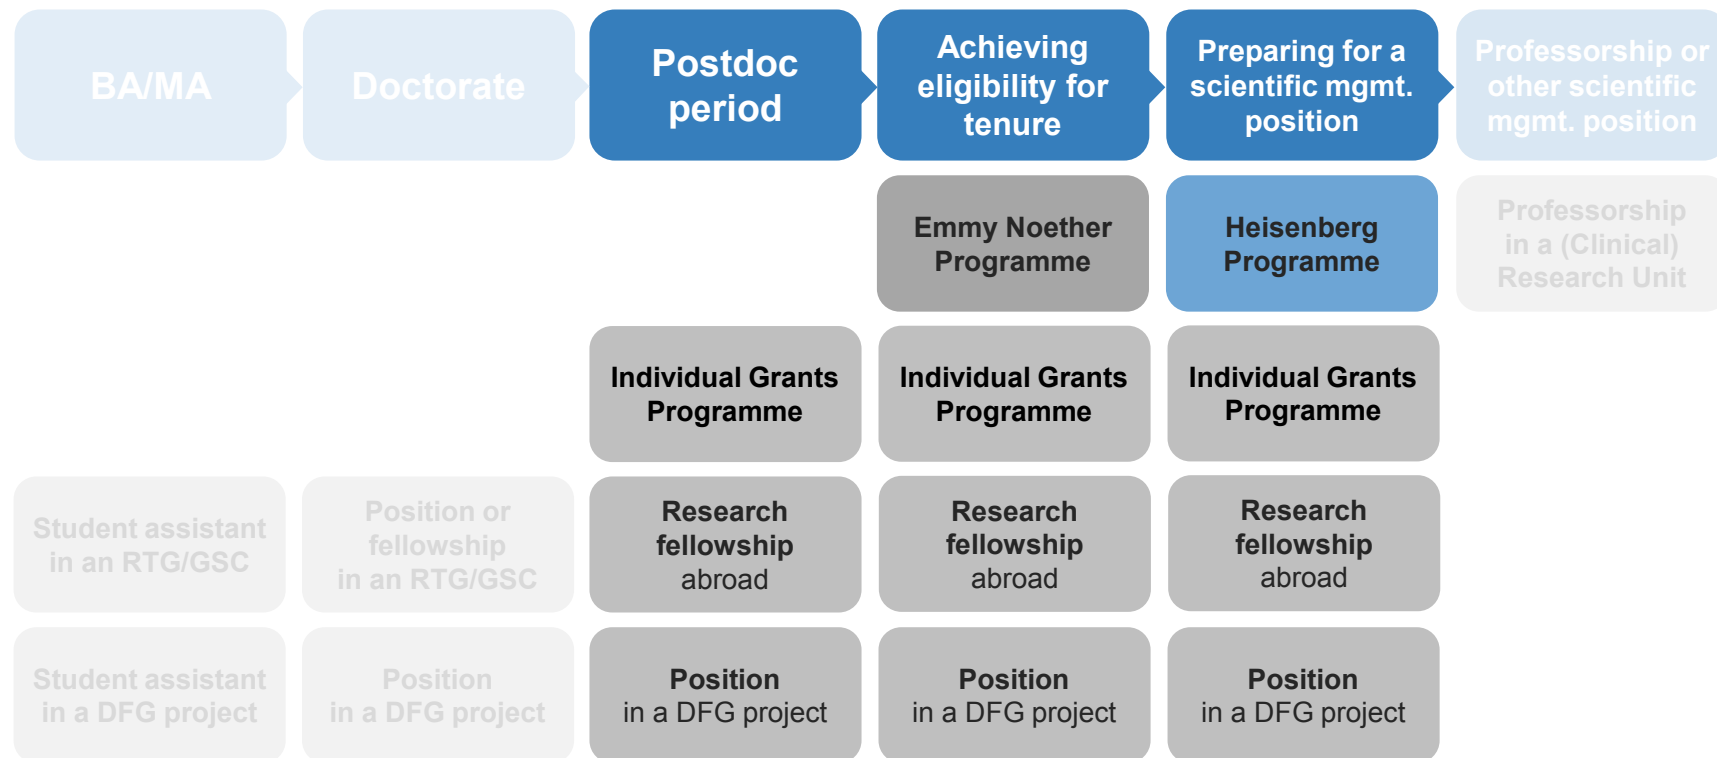 BA/MA
Doctorate
Postdoc
period
Achieving
eligibility for
tenure
Preparing for a
scientific mgmt.
position
Professorship or
other scientific
mgmt. position
Emmy Noether
Programme
Heisenberg
Programme
Professorship
in a (Clinical)
Research Unit
Individual Grants
Programme
Individual Grants
Programme
Individual Grants
Programme
Student assistant
in an RTG/GSC
Position or
fellowship
in an RTG/GSC
Research
fellowship
abroad
Research
fellowship
abroad
Research
fellowship
abroad
Student assistant
in a DFG project
Position
in a DFG project
Position
in a DFG project
Position
in a DFG project
Position
in a DFG project